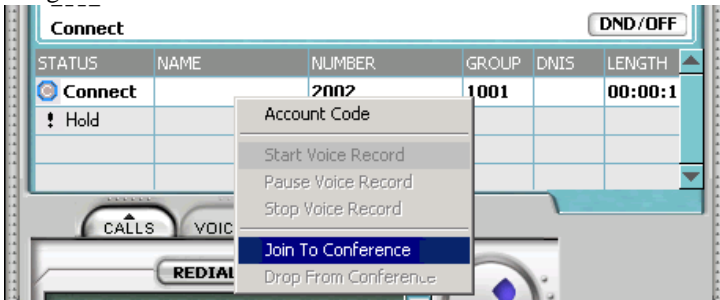 Connect DND/OFF
STATUS NAME NUMBER GROUP DNIS LENGTH
Connect 2002 1001 00:00:1
! Hold
Account Code
Start Voice Record
Pause Voice Record
Stop Voice Record
Join To Conference
Drop From Conference
CALLS VOIC
REDIAL